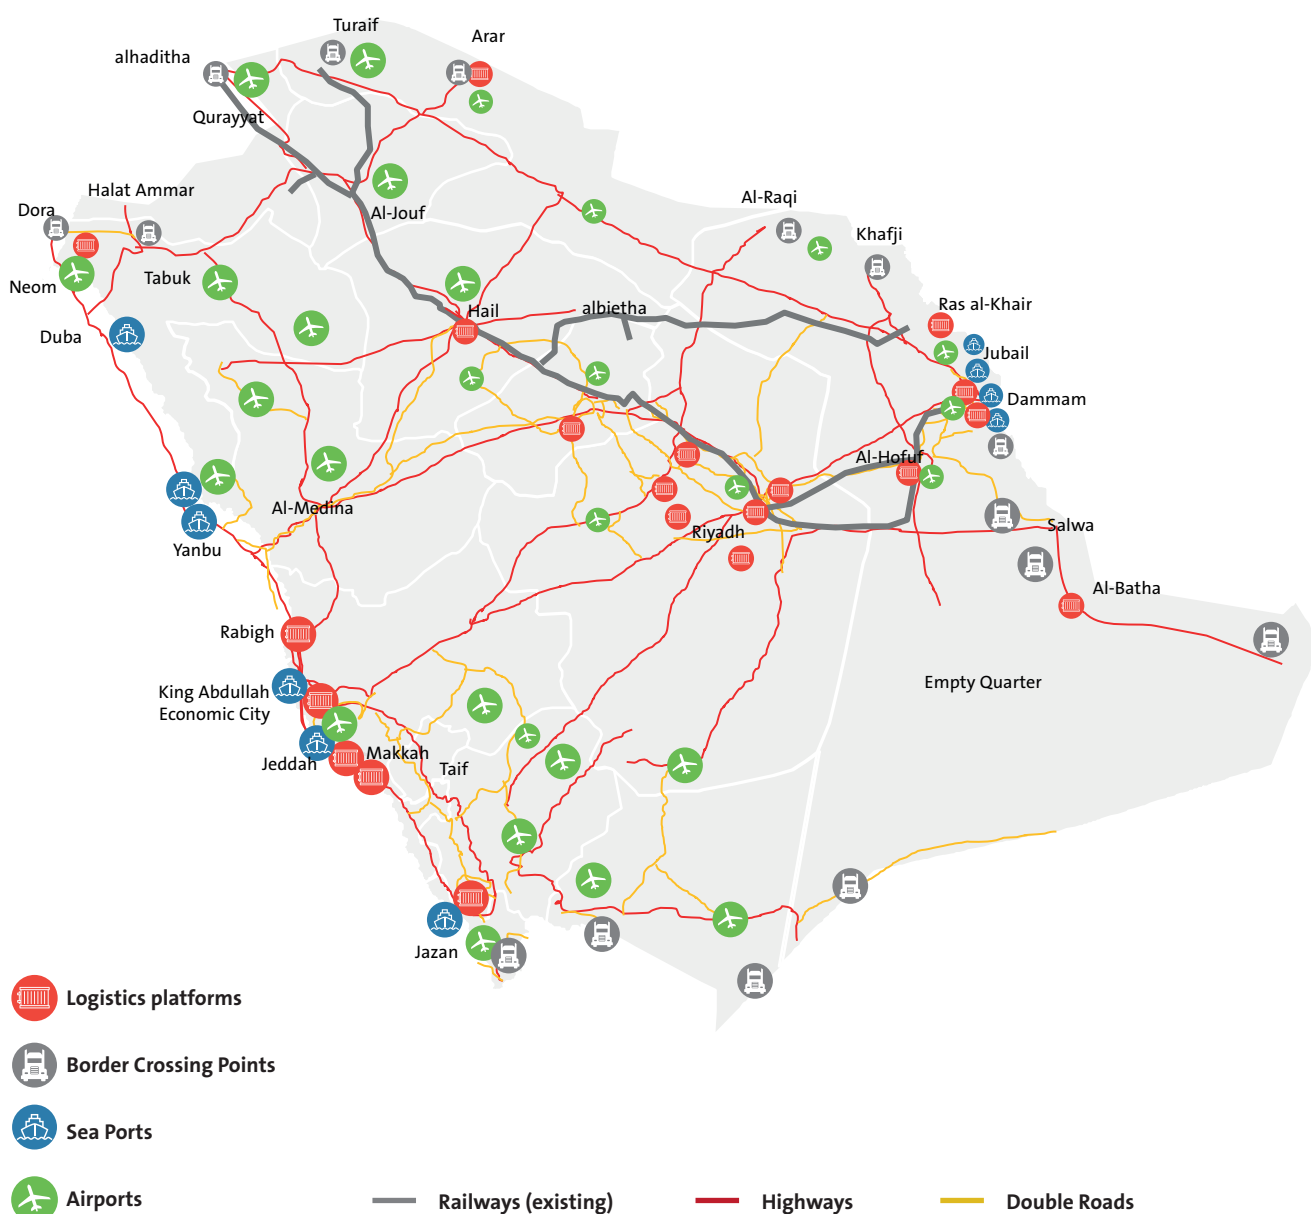 Turaif
Arar
alhaditha
Qurayyat
Halat Ammar
Al-Raqi
Dora
Al-Jouf
Khafji
Neom
Tabuk
Hail
albietha
Ras al-Khair
Duba
Jubail
Dammam
Al-Hofuf
Al-Medina
Salwa
Riyadh
Yanbu
Al-Batha
Rabigh
Empty Quarter
King Abdullah
Economic City
Makkah
Jeddah
Taif
Jazan
Logistics platforms
Border Crossing Points
Sea Ports
Airports
Railways (existing)
Highways
Double Roads